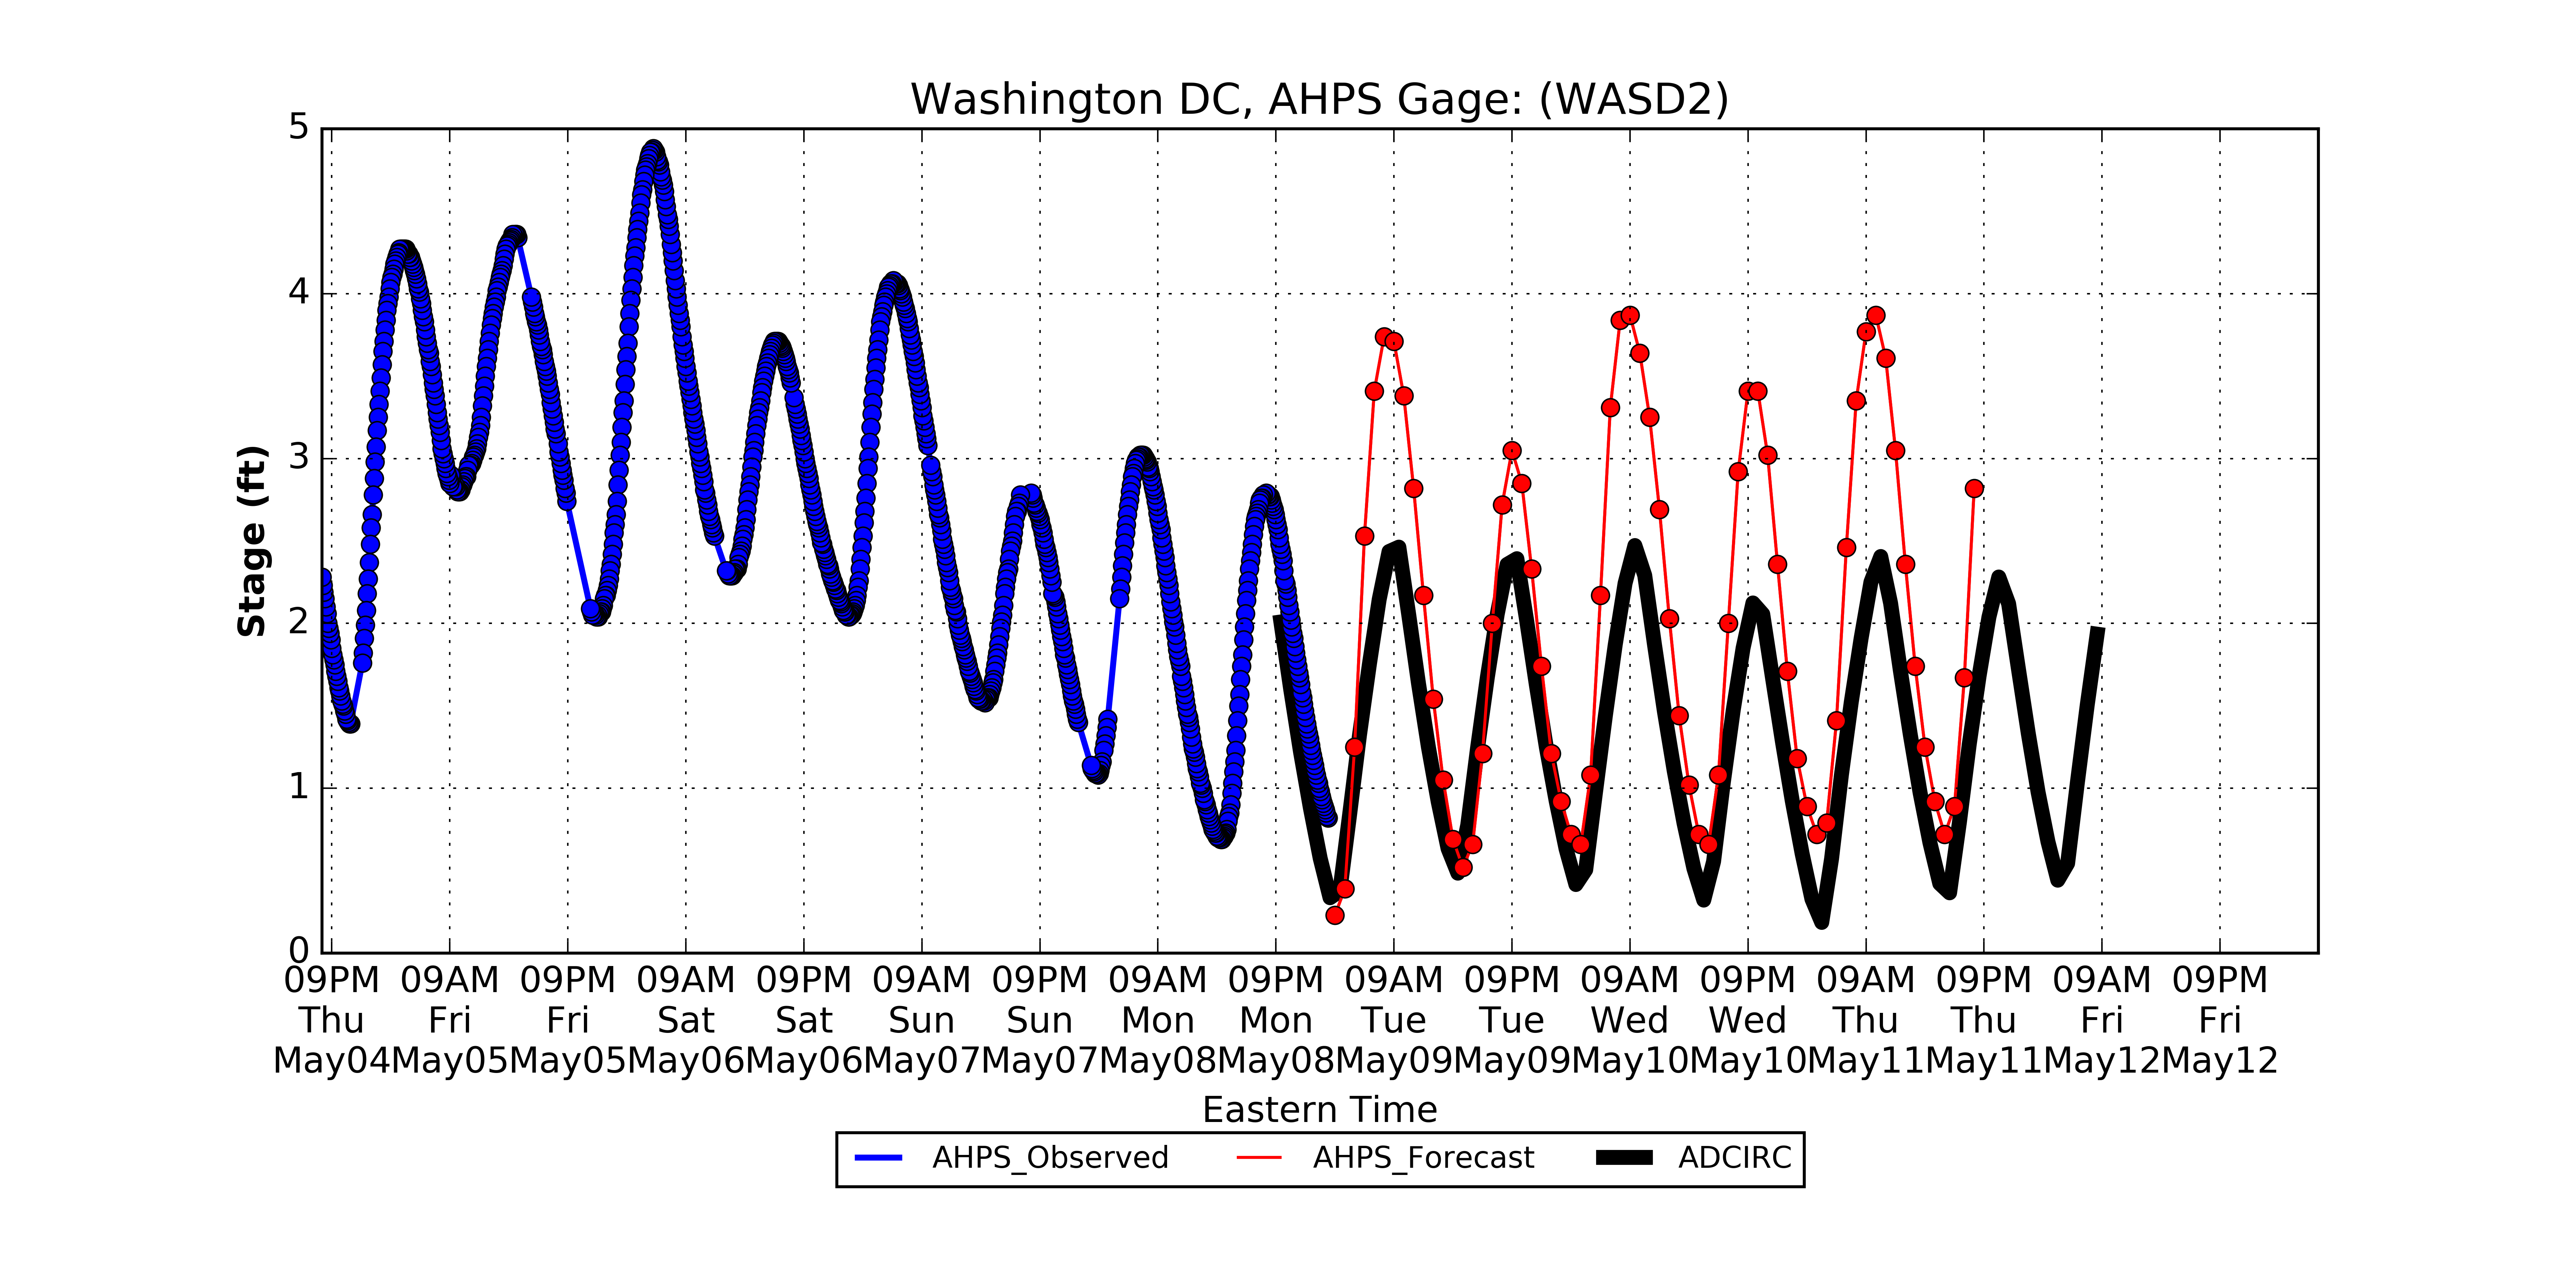 Washington DC, AHPS Gage: (WASD2)
5
4
3
2
1
0
Stage (ft)
09PM 09AM 09PM 09AM 09PM 09AM 09PM 09AM 09PM 09AM 09PM 09AM 09PM 09AM 09PM 09AM 09PM
Thu Fri Fri Sat Sat Sun Sun Mon Mon Tue Tue Wed Wed Thu Thu Fri Fri
May04 May05 May05 May06 May06 May07 May07 May08 May08 May09 May09 May10 May10 May11 May11 May12 May12
Eastern Time
AHPS_Observed AHPS_Forecast ADCIRC